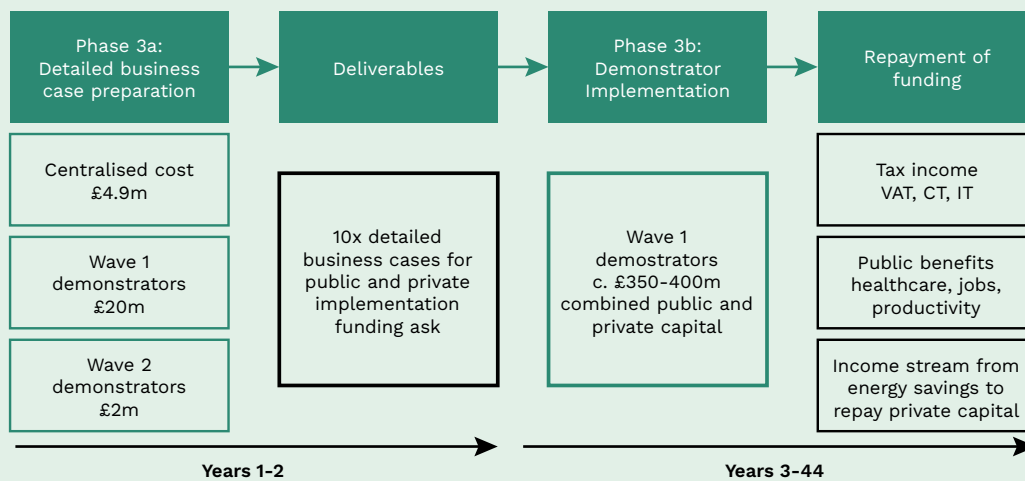 Phase 3a:
Detailed business
case preparation
Deliverables
Phase 3b:
Demonstrator
Implementation
Repayment of
funding
Centralised cost
£4.9m
Wave 1
demonstrators
£20m
Wave 2
demonstrators
£2m
10x detailed
business cases for
public and private
implementation
funding ask
Wave 1
demostrators
c. £350-400m
combined public and
private capital
Tax income
VAT, CT, IT
Public benefits
healthcare, jobs,
productivity
Income stream from
energy savings to
repay private capital
Years 1-2
Years 3-44